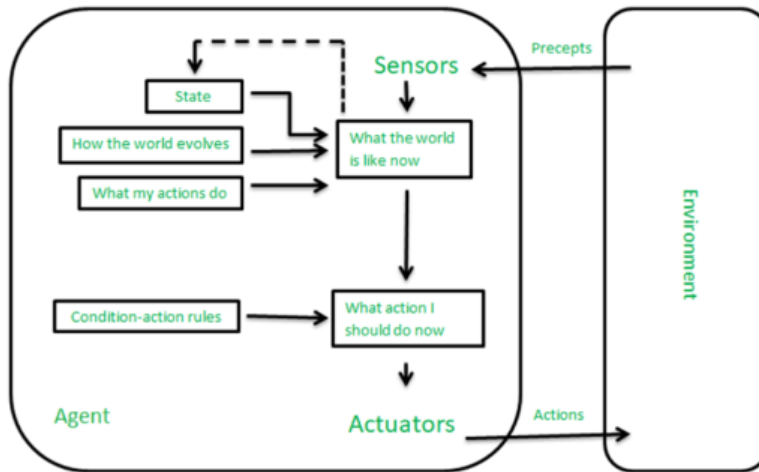 Sensors
Precepts
State
How the world evolves
What the world
is like now
What my actions do
Environment
Condition-action rules
What action I
should do now
Agent
Actuators
Actions